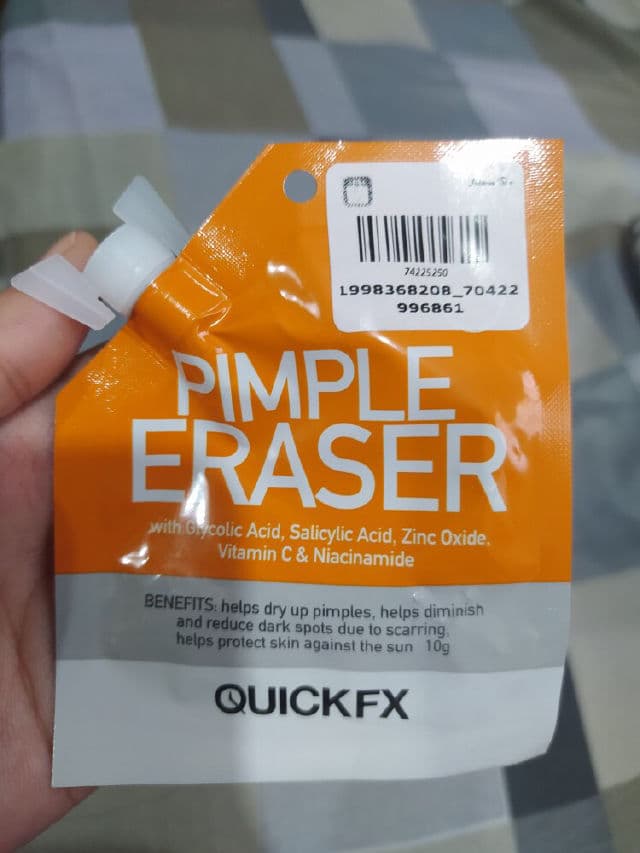 74225250
L99836820B_70422
996861
PIMPLE
ERASER
with Glycolic Acid, Salicylic Acid, Zinc Oxide,
Vitamin C & Niacinamide
BENEFITS: helps dry up pimples, helps diminish
and reduce dark spots due to scarring,
helps protect skin against the sun 10g
QUICKFX